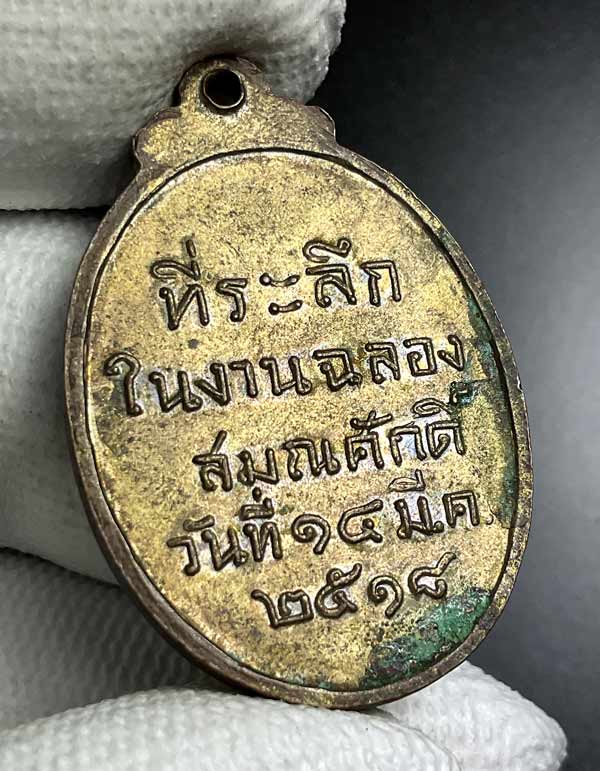 ที่ระลึก
ในงานฉลอง
สมณศักดิ์
วันที่ ๑๔ มี.ค.
๒๕๑๘